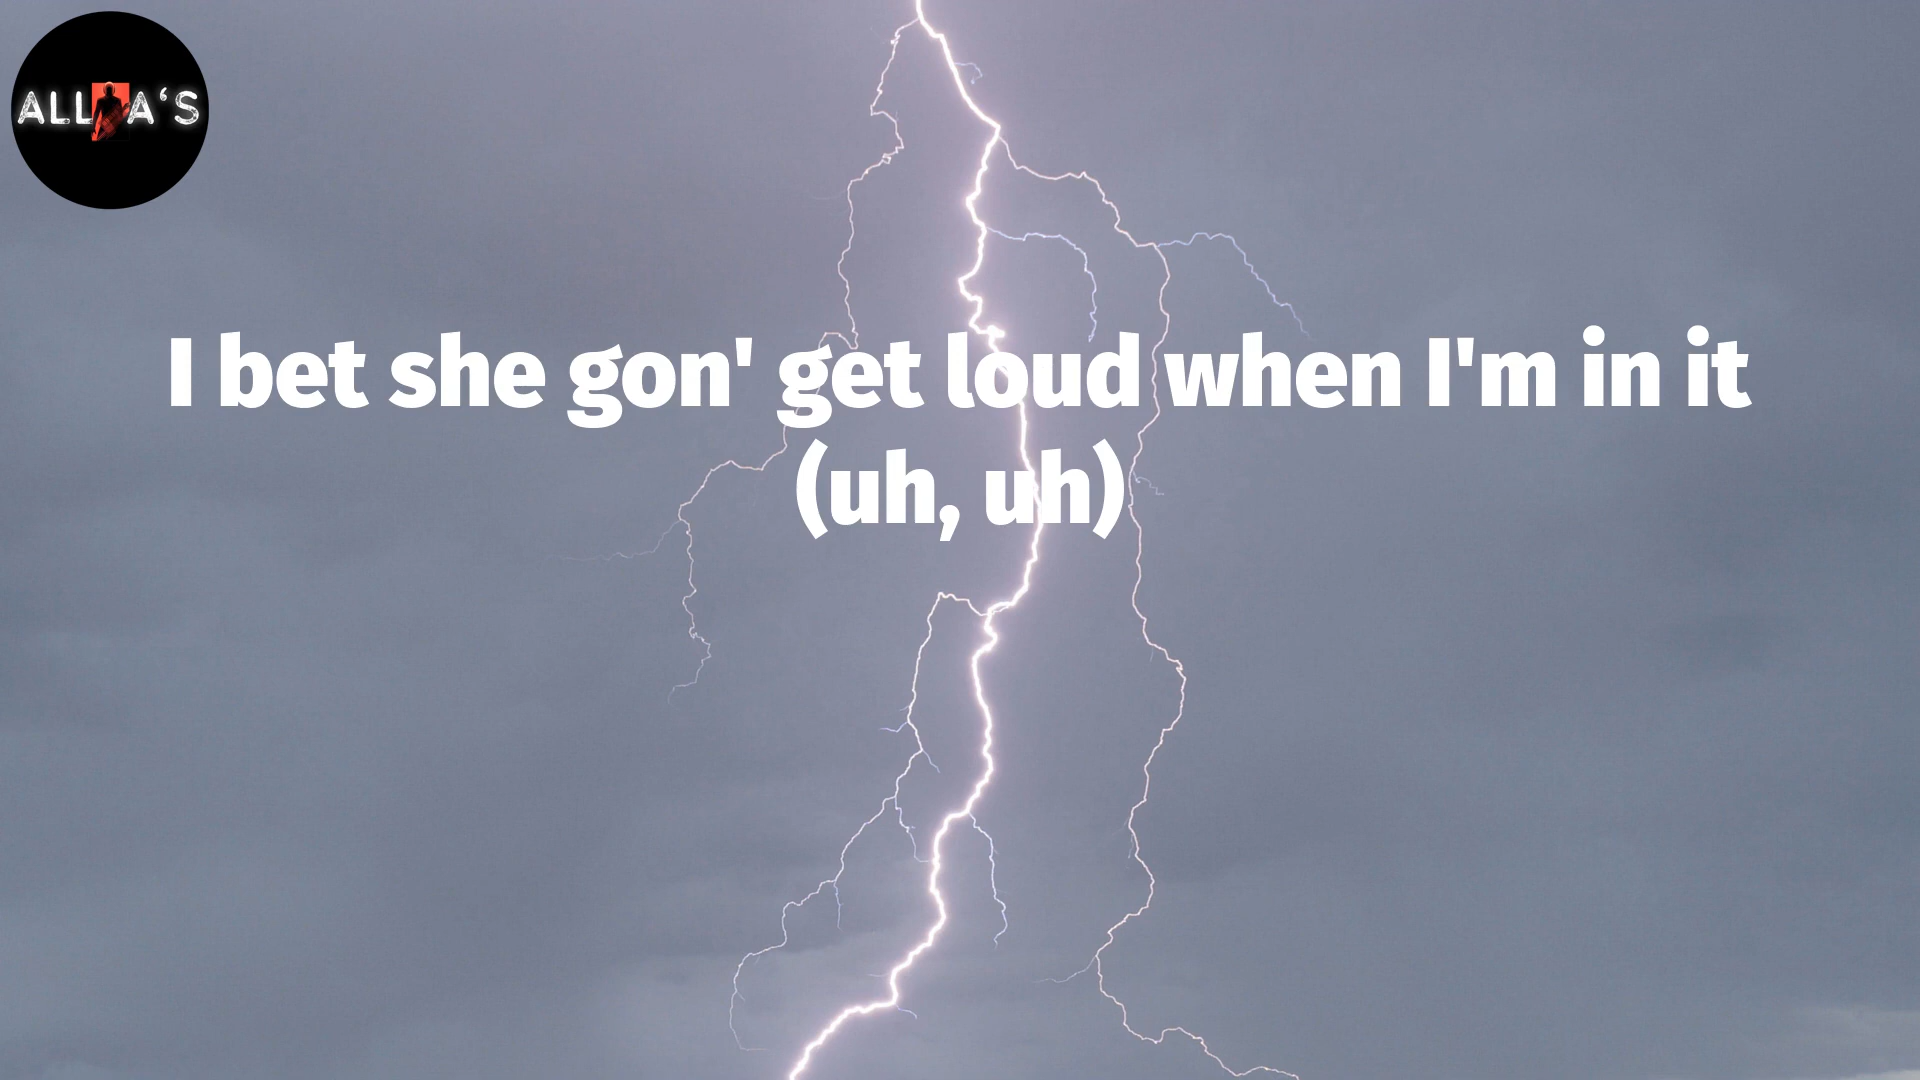 ALL A'S
I bet she gon' get loud when I'm in it
(uh, uh)